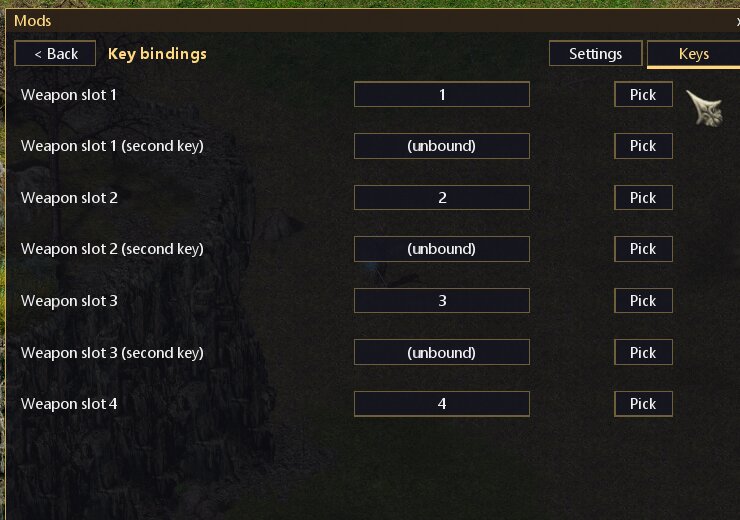 Mods
< Back Key bindings Settings Keys
Weapon slot 1 1 Pick
Weapon slot 1 (second key) (unbound) Pick
Weapon slot 2 2 Pick
Weapon slot 2 (second key) (unbound) Pick
Weapon slot 3 3 Pick
Weapon slot 3 (second key) (unbound) Pick
Weapon slot 4 4 Pick